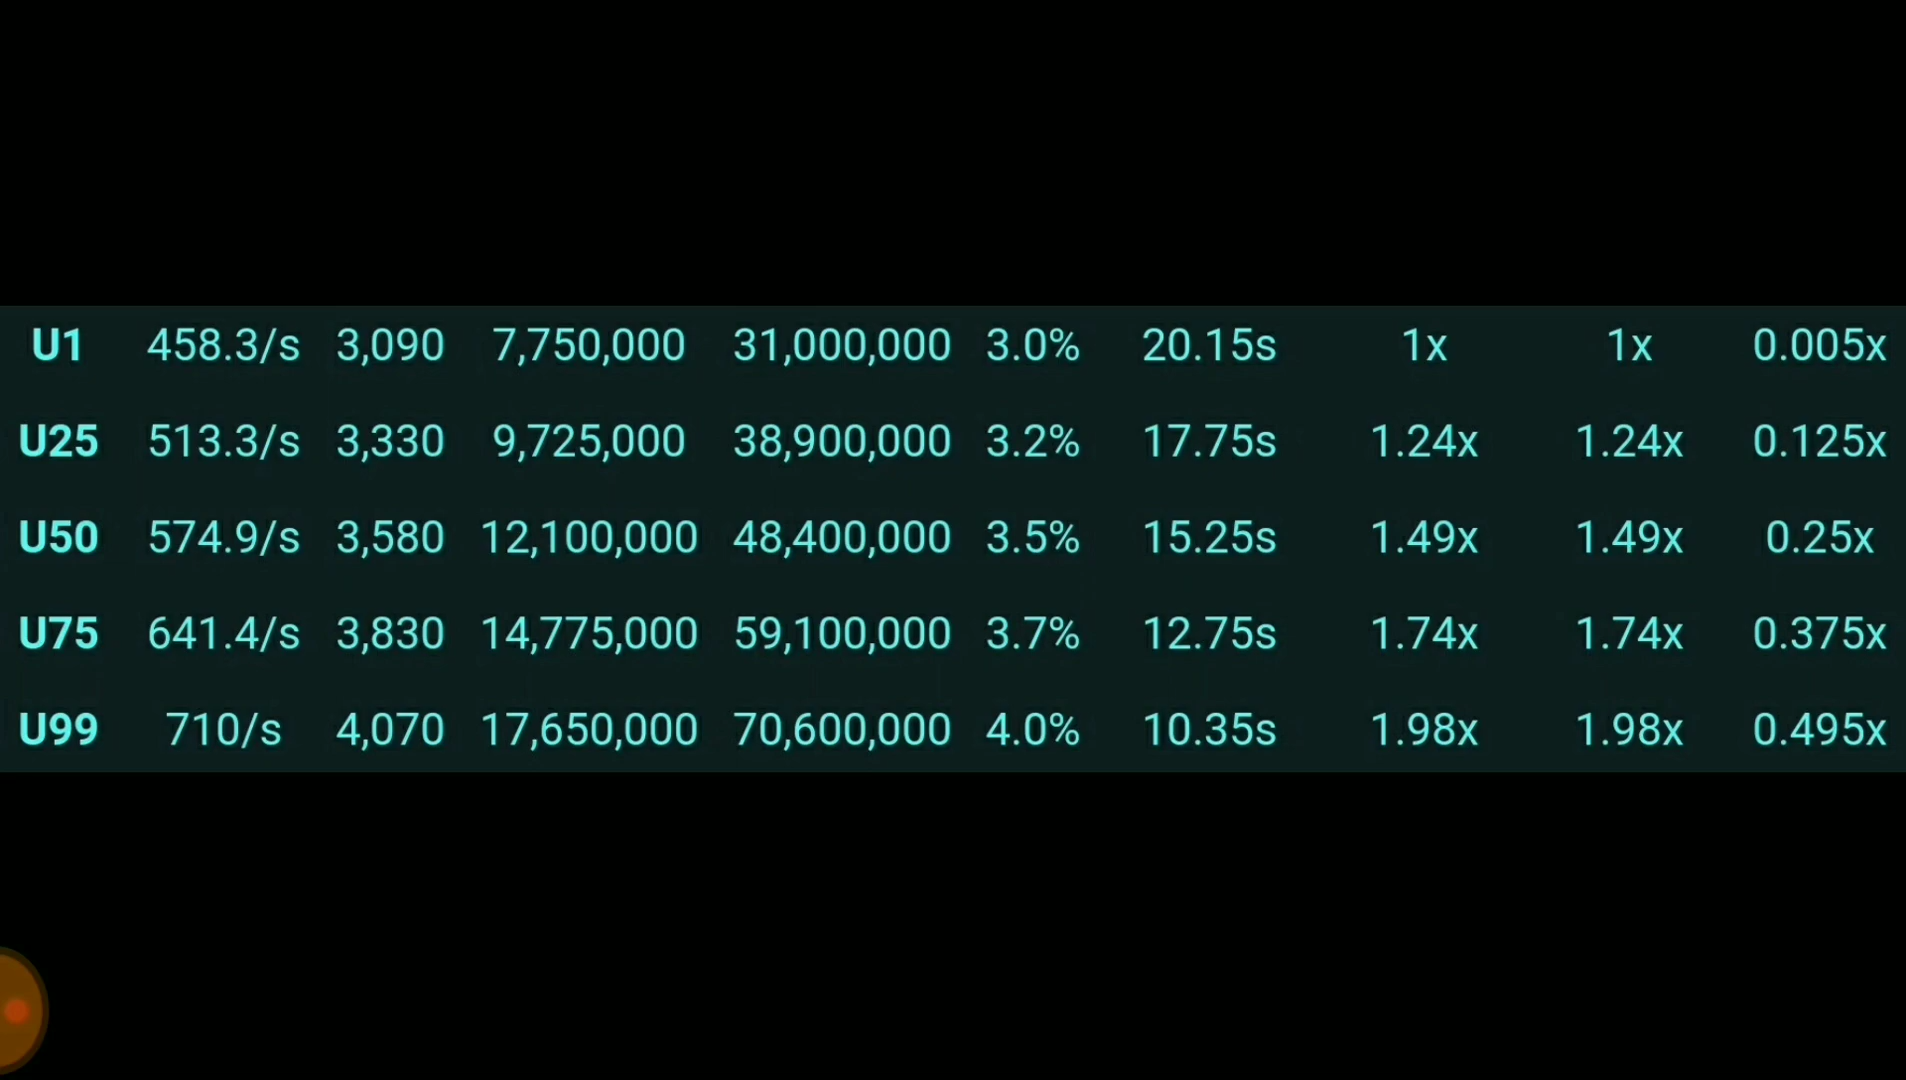 U1 458.3/s 3,090 7,750,000 31,000,000 3.0% 20.15s 1x 1x 0.005x
U25 513.3/s 3,330 9,725,000 38,900,000 3.2% 17.75s 1.24x 1.24x 0.125x
U50 574.9/s 3,580 12,100,000 48,400,000 3.5% 15.25s 1.49x 1.49x 0.25x
U75 641.4/s 3,830 14,775,000 59,100,000 3.7% 12.75s 1.74x 1.74x 0.375x
U99 710/s 4,070 17,650,000 70,600,000 4.0% 10.35s 1.98x 1.98x 0.495x